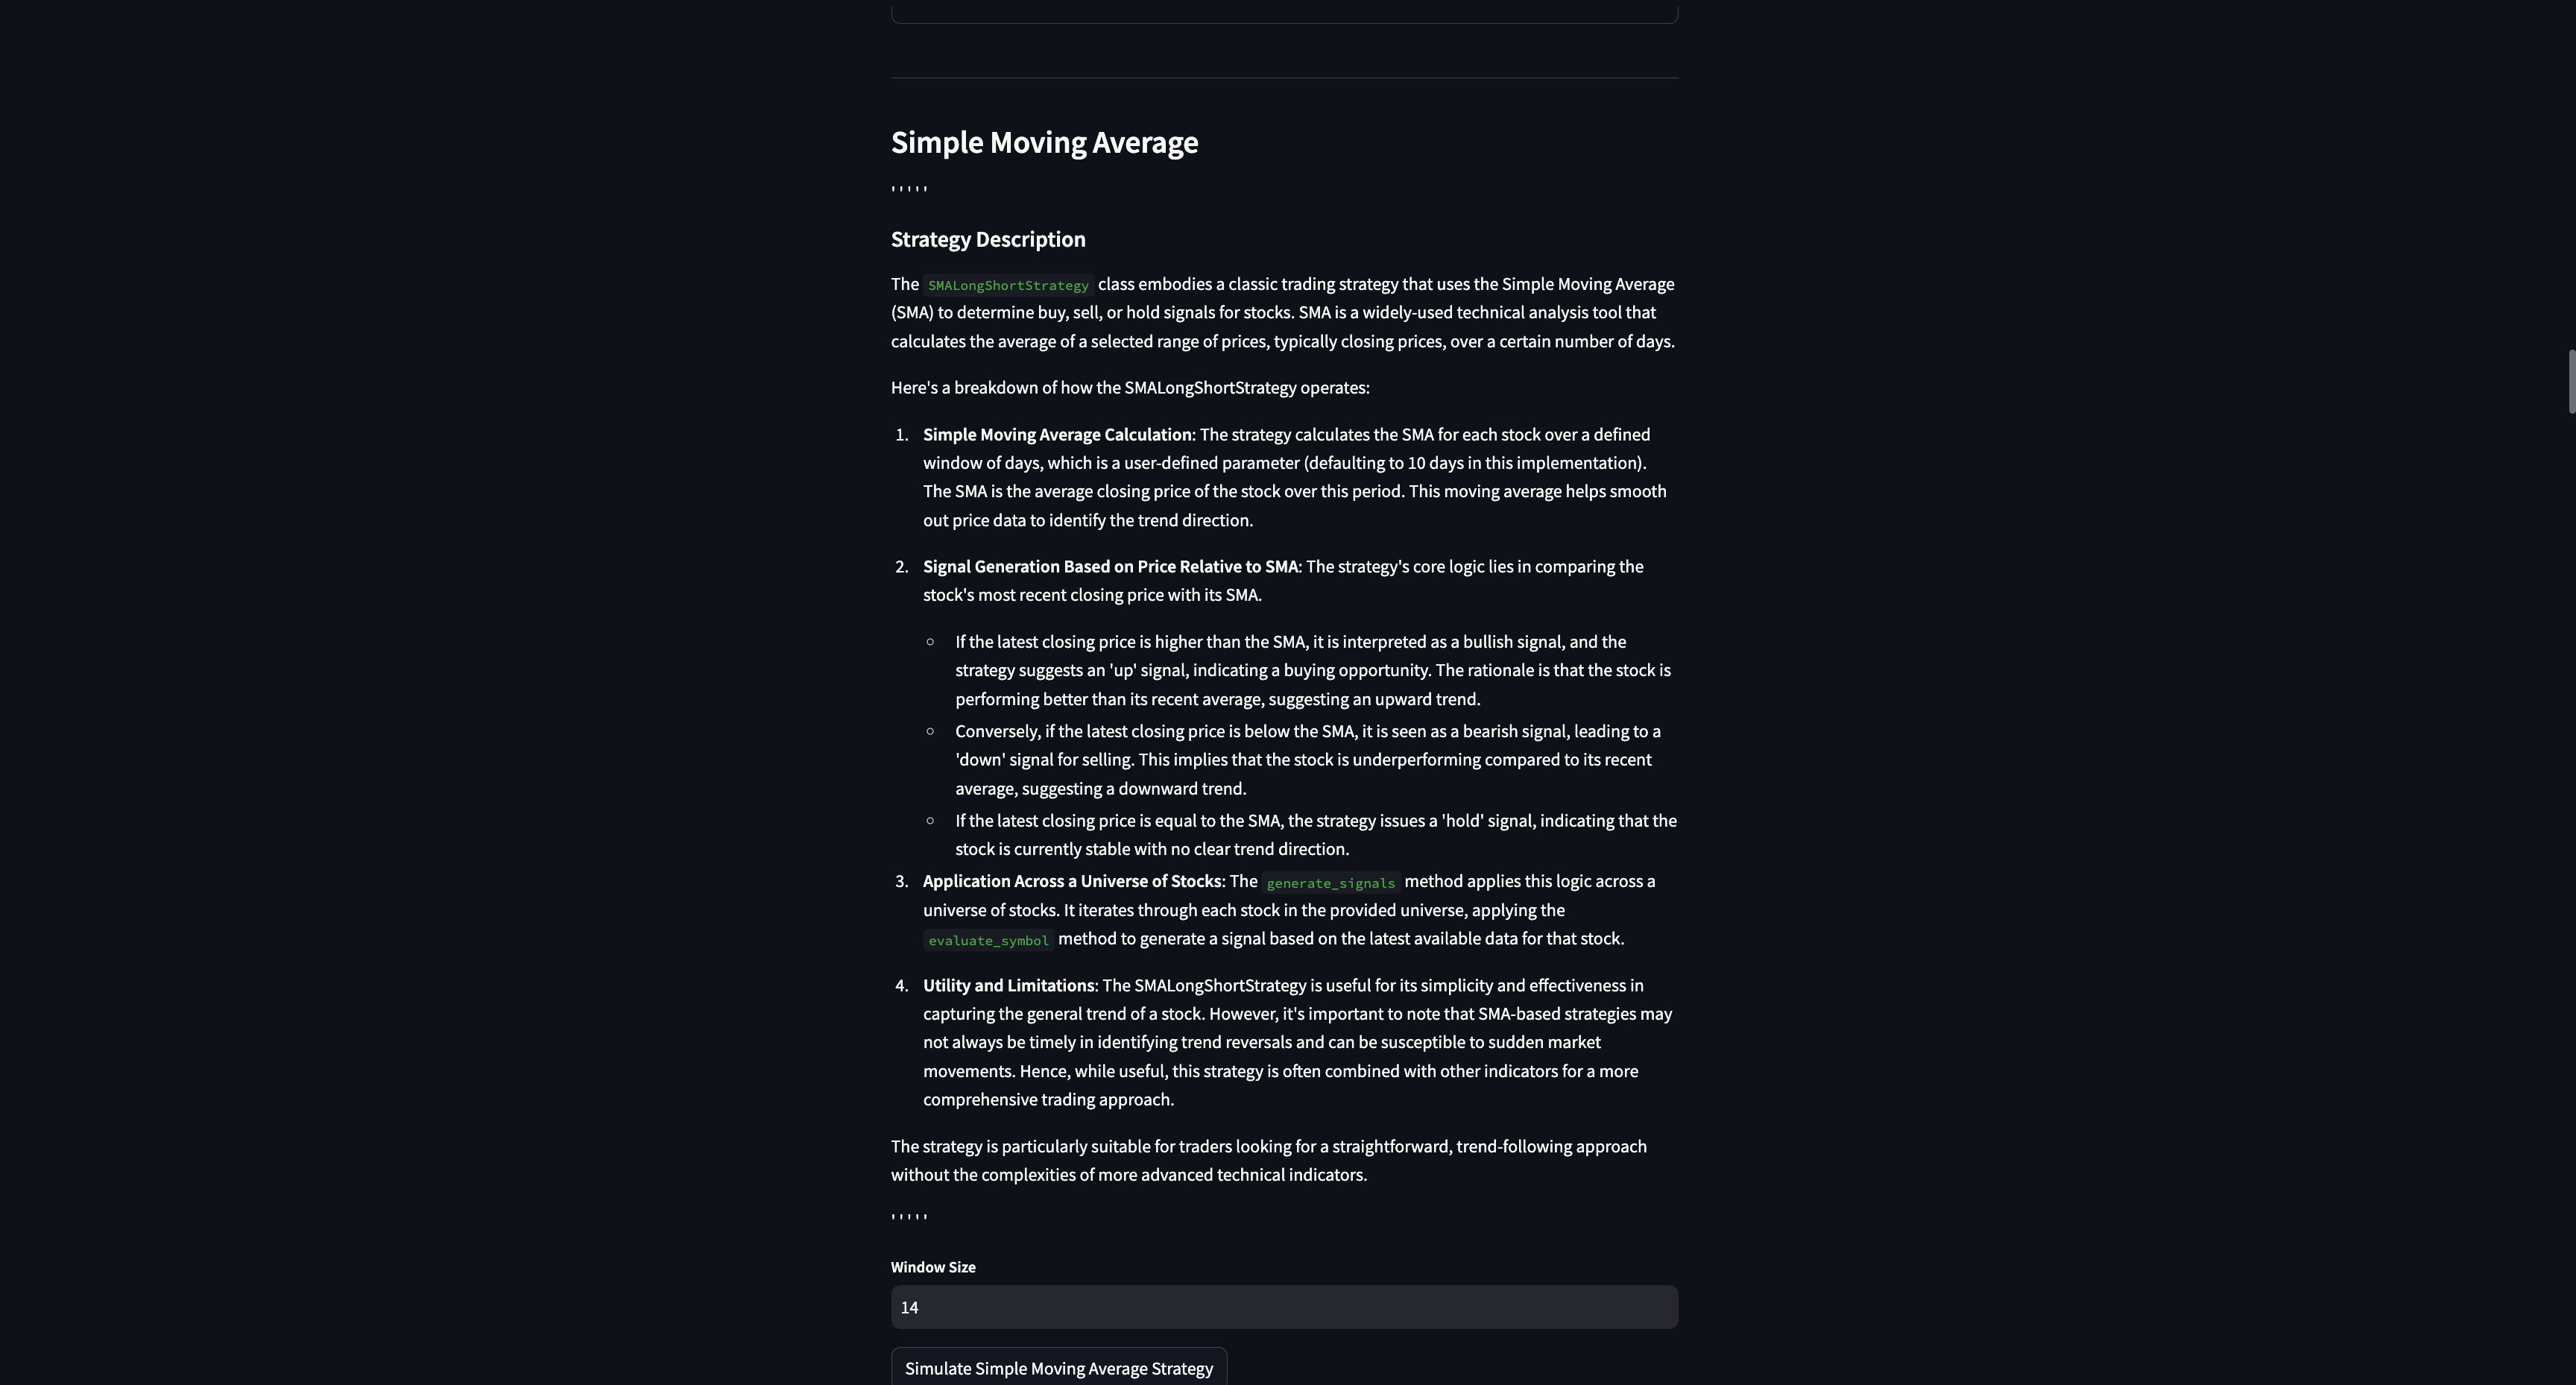 Simple Moving Average
'''''
Strategy Description
The SMALongShortStrategy class embodies a classic trading strategy that uses the Simple Moving Average
(SMA) to determine buy, sell, or hold signals for stocks. SMA is a widely-used technical analysis tool that
calculates the average of a selected range of prices, typically closing prices, over a certain number of days.
Here's a breakdown of how the SMALongShortStrategy operates:
1. Simple Moving Average Calculation: The strategy calculates the SMA for each stock over a defined
window of days, which is a user-defined parameter (defaulting to 10 days in this implementation).
The SMA is the average closing price of the stock over this period. This moving average helps smooth
out price data to identify the trend direction.
2. Signal Generation Based on Price Relative to SMA: The strategy's core logic lies in comparing the
stock's most recent closing price with its SMA.
○ If the latest closing price is higher than the SMA, it is interpreted as a bullish signal, and the
strategy suggests an 'up' signal, indicating a buying opportunity. The rationale is that the stock is
performing better than its recent average, suggesting an upward trend.
○ Conversely, if the latest closing price is below the SMA, it is seen as a bearish signal, leading to a
'down' signal for selling. This implies that the stock is underperforming compared to its recent
average, suggesting a downward trend.
○ If the latest closing price is equal to the SMA, the strategy issues a 'hold' signal, indicating that the
stock is currently stable with no clear trend direction.
3. Application Across a Universe of Stocks: The generate_signals method applies this logic across a
universe of stocks. It iterates through each stock in the provided universe, applying the
evaluate_symbol method to generate a signal based on the latest available data for that stock.
4. Utility and Limitations: The SMALongShortStrategy is useful for its simplicity and effectiveness in
capturing the general trend of a stock. However, it's important to note that SMA-based strategies may
not always be timely in identifying trend reversals and can be susceptible to sudden market
movements. Hence, while useful, this strategy is often combined with other indicators for a more
comprehensive trading approach.
The strategy is particularly suitable for traders looking for a straightforward, trend-following approach
without the complexities of more advanced technical indicators.
'''''
Window Size
14
Simulate Simple Moving Average Strategy